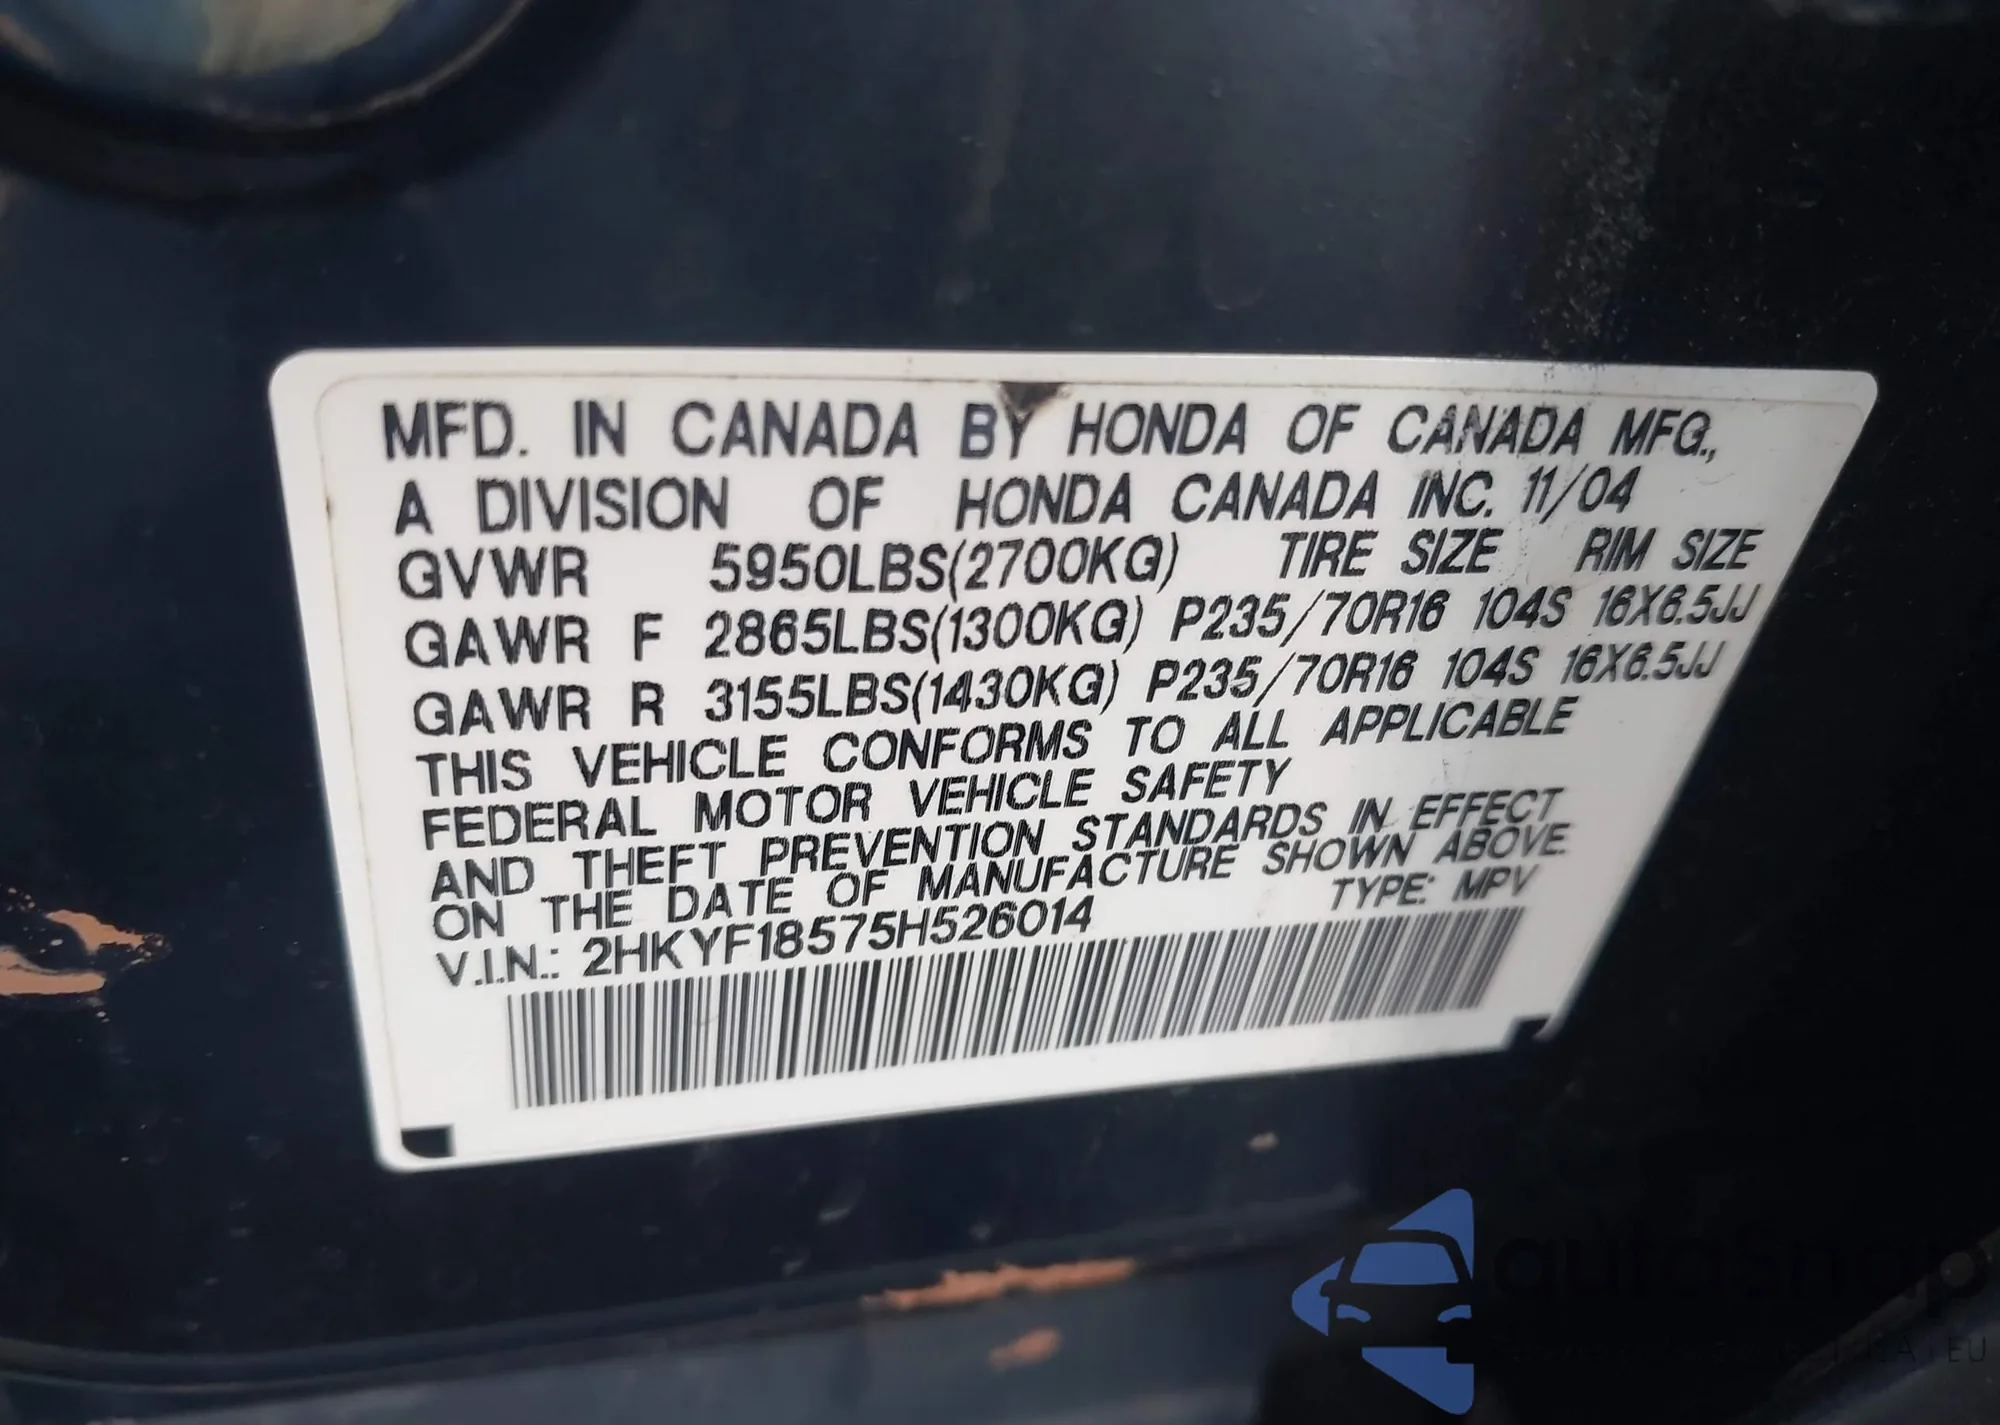 MFD. IN CANADA BY HONDA OF CANADA MFG.,
A DIVISION OF HONDA CANADA INC. 11/04
GVWR 5950LBS(2700KG) TIRE SIZE RIM SIZE
GAWR F 2865LBS(1300KG) P235/70R16 104S 16X6.5JJ
GAWR R 3155LBS(1430KG) P235/70R16 104S 16X6.5JJ
THIS VEHICLE CONFORMS TO ALL APPLICABLE
FEDERAL MOTOR VEHICLE SAFETY
AND THEFT PREVENTION STANDARDS IN EFFECT
ON THE DATE OF MANUFACTURE SHOWN ABOVE.
V.I.N.: 2HKYF18575H526014 TYPE: MPV